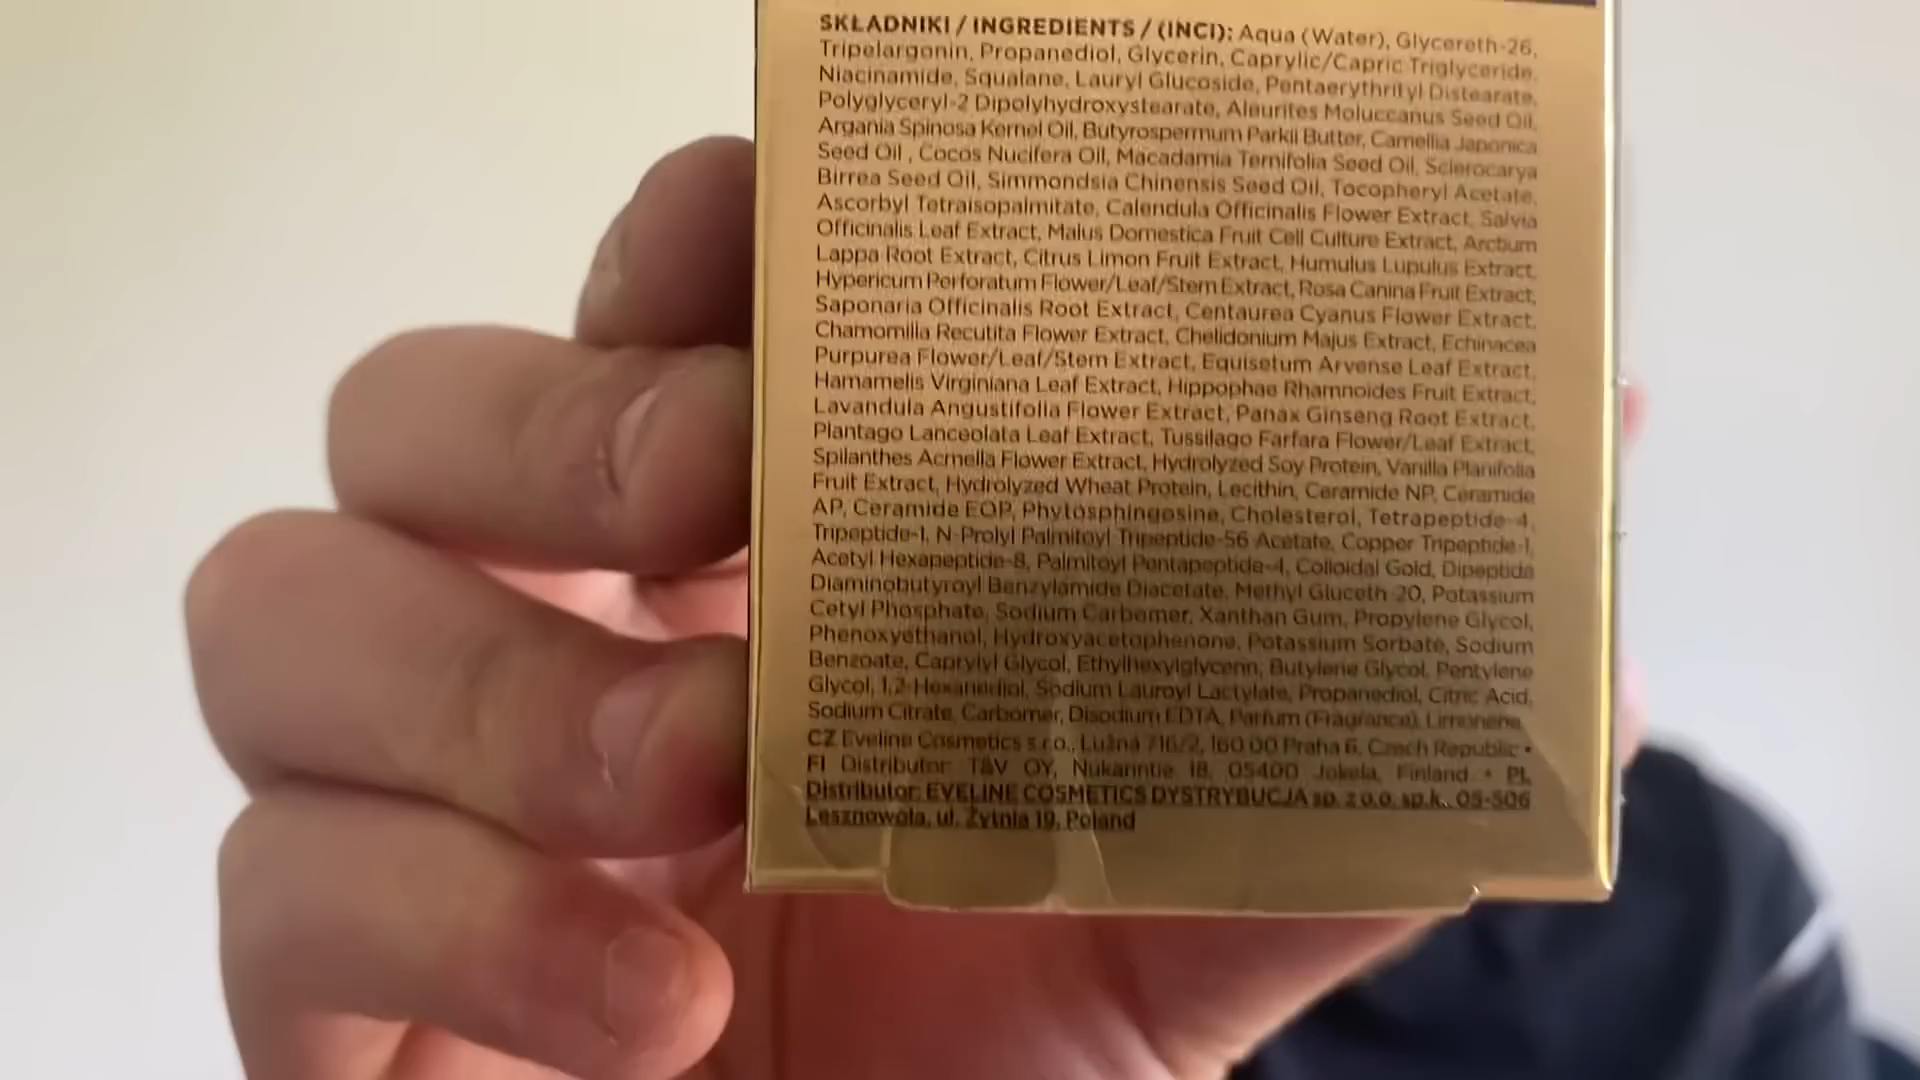 SKŁADNIKI / INGREDIENTS / (INCI): Aqua (Water), Glycereth-26,
Tripelargonin, Propanediol, Glycerin, Caprylic/Capric Triglyceride,
Niacinamide, Squalane, Lauryl Glucoside, Pentaerythrityl Distearate,
Polyglyceryl-2 Dipolyhydroxystearate, Aleurites Moluccanus Seed Oil,
Argania Spinosa Kernel Oil, Butyrospermum Parkii Butter, Camellia Japonica
Seed Oil , Cocos Nucifera Oil, Macadamia Ternifolia Seed Oil, Sclerocarya
Birrea Seed Oil, Simmondsia Chinensis Seed Oil, Tocopheryl Acetate,
Ascorbyl Tetraisopalmitate, Calendula Officinalis Flower Extract, Salvia
Officinalis Leaf Extract, Malus Domestica Fruit Cell Culture Extract, Arctium
Lappa Root Extract, Citrus Limon Fruit Extract, Humulus Lupulus Extract,
Hypericum Perforatum Flower/Leaf/Stem Extract, Rosa Canina Fruit Extract,
Saponaria Officinalis Root Extract, Centaurea Cyanus Flower Extract,
Chamomilla Recutita Flower Extract, Chelidonium Majus Extract, Echinacea
Purpurea Flower/Leaf/Stem Extract, Equisetum Arvense Leaf Extract,
Hamamelis Virginiana Leaf Extract, Hippophae Rhamnoides Fruit Extract,
Lavandula Angustifolia Flower Extract, Panax Ginseng Root Extract,
Plantago Lanceolata Leaf Extract, Tussilago Farfara Flower/Leaf Extract,
Spilanthes Acmella Flower Extract, Hydrolyzed Soy Protein, Vanilla Planifolia
Fruit Extract, Hydrolyzed Wheat Protein, Lecithin, Ceramide NP, Ceramide
AP, Ceramide EOP, Phytosphingosine, Cholesterol, Tetrapeptide-4,
Tripeptide-1, N-Prolyl Palmitoyl Tripeptide-56 Acetate, Copper Tripeptide-1,
Acetyl Hexapeptide-8, Palmitoyl Pentapeptide-4, Colloidal Gold, Dipeptide
Diaminobutyroyl Benzylamide Diacetate, Methyl Gluceth-20, Potassium
Cetyl Phosphate, Sodium Carbomer, Xanthan Gum, Propylene Glycol,
Phenoxyethanol, Hydroxyacetophenone, Potassium Sorbate, Sodium
Benzoate, Caprylyl Glycol, Ethylhexylglycerin, Butylene Glycol, Pentylene
Glycol, 1,2-Hexanediol, Sodium Lauroyl Lactylate, Propanediol, Citric Acid,
Sodium Citrate, Carbomer, Disodium EDTA, Parfum (Fragrance), Limonene.
CZ Eveline Cosmetics s.r.o., Lužná 716/2, 160 00 Praha 6, Czech Republic •
FI Distributor: T&V OY, Nukarintie 18, 05400 Jokela, Finland • PL
Distributor: EVELINE COSMETICS DYSTRYBUCJA sp. z o.o. sp.k., 05-506
Lesznowola, ul. Żytnia 19, Poland